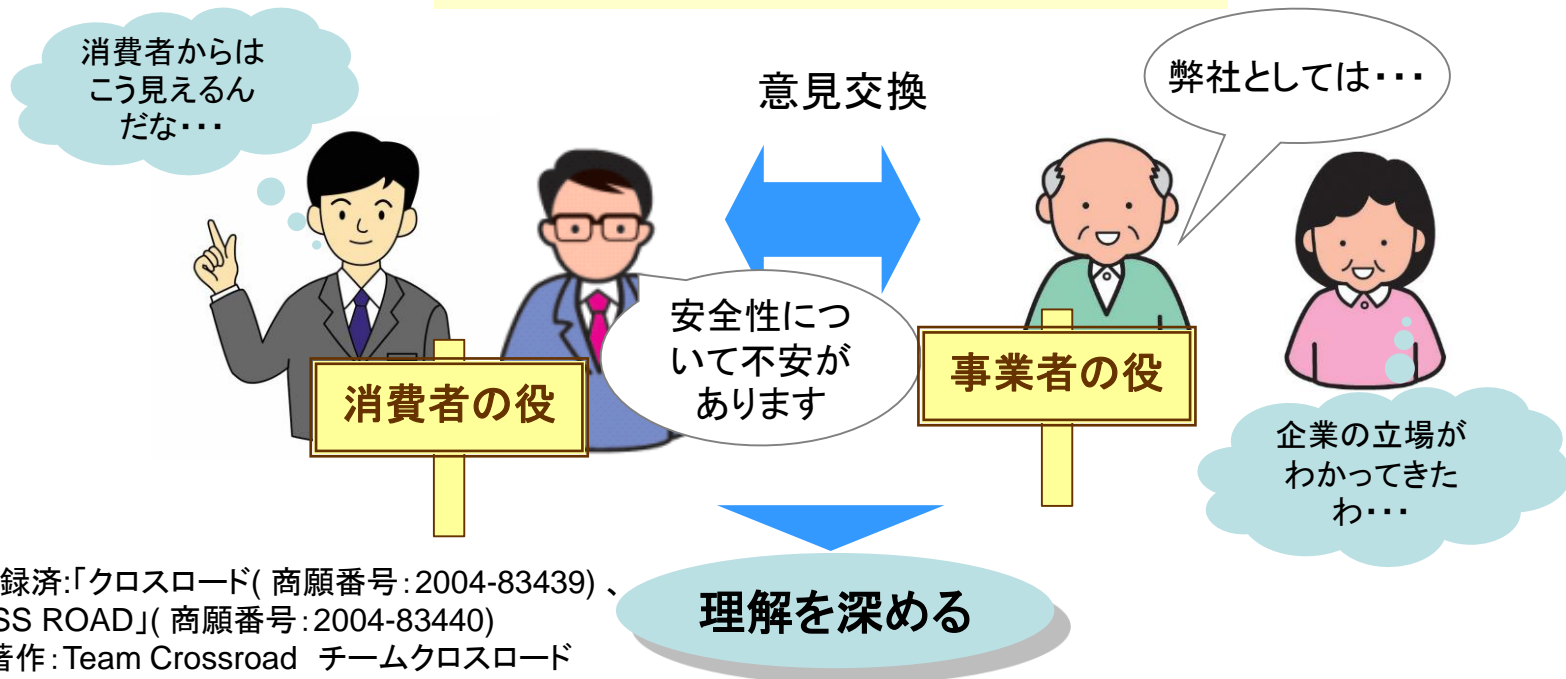 消費者からは
こう見えるん
だな・・・
意見交換
弊社としては・・・
安全性につ
いて不安が
あります
消費者の役
事業者の役
企業の立場が
わかってきた
わ・・・
録済:「クロスロード( 商願番号:2004-83439) 、
SS ROAD」( 商願番号:2004-83440)
著作:Team Crossroad チームクロスロード
理解を深める